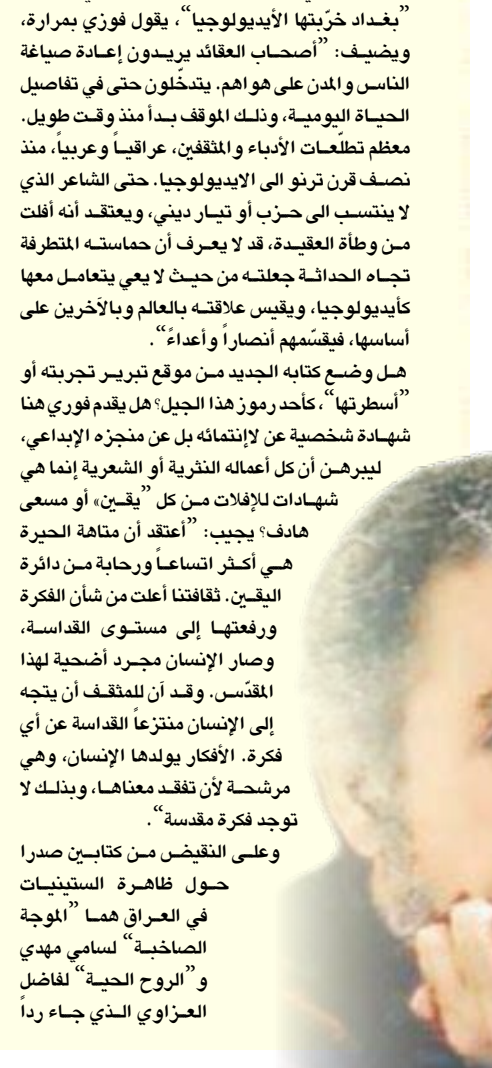 ”بغداد خرّبتها الأيديولوجيا“، يقول فوزي بمرارة،
ويضيف: ”أصحاب العقائد يريدون إعادة صياغة
الناس والمدن على هواهم. يتدخّلون حتى في تفاصيل
الحياة اليومية، وذلك الموقف بدأ منذ وقت طويل.
معظم تطلّعات الأدباء والمثقفين، عراقياً وعربياً، منذ
نصف قرن ترنو الى الايديولوجيا. حتى الشاعر الذي
لا ينتسب الى حزب أو تيار ديني، ويعتقد أنه أفلت
من وطأة العقيدة، قد لا يعرف أن حماسته المتطرفة
تجاه الحداثة جعلته من حيث لا يعي يتعامل معها
كأيديولوجيا، ويقيس علاقته بالعالم وبالآخرين على
أساسها، فيقسّمهم أنصاراً وأعداءً“.
هل وضع كتابه الجديد من موقع تبرير تجربته أو
”أسطرتها“، كأحد رموز هذا الجيل؟ هل يقدم فوري هنا
شهادة شخصية عن لاإنتمائه بل عن منجزه الإبداعي،
ليبرهن أن كل أعماله النثرية أو الشعرية إنما هي
شهادات للإفلات من كل ”يقين» أو مسعى
هادف؟ يجيب: ”أعتقد أن متاهة الحيرة
هي أكثر اتساعاً ورحابة من دائرة
اليقين. ثقافتنا أعلت من شأن الفكرة
ورفعتها إلى مستوى القداسة،
وصار الإنسان مجرد أضحية لهذا
المقدّس. وقد آن للمثقف أن يتجه
إلى الإنسان منتزعاً القداسة عن أي
فكرة. الأفكار يولدها الإنسان، وهي
مرشحة لأن تفقد معناها، وبذلك لا
توجد فكرة مقدسة“.
وعلى النقيض من كتابين صدرا
حول ظاهرة الستينيات
في العراق هما ”الموجة
الصاخبة“ لسامي مهدي
و”الروح الحية“ لفاضل
العزاوي الذي جاء رداً